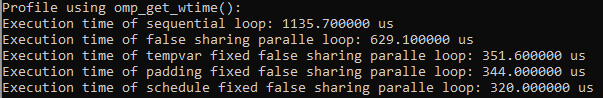 Profile using omp_get_wtime():
Execution time of sequential loop: 1135.700000 us
Execution time of false sharing paralle loop: 629.100000 us
Execution time of tempvar fixed false sharing paralle loop: 351.600000 us
Execution time of padding fixed false sharing paralle loop: 344.000000 us
Execution time of schedule fixed false sharing paralle loop: 320.000000 us